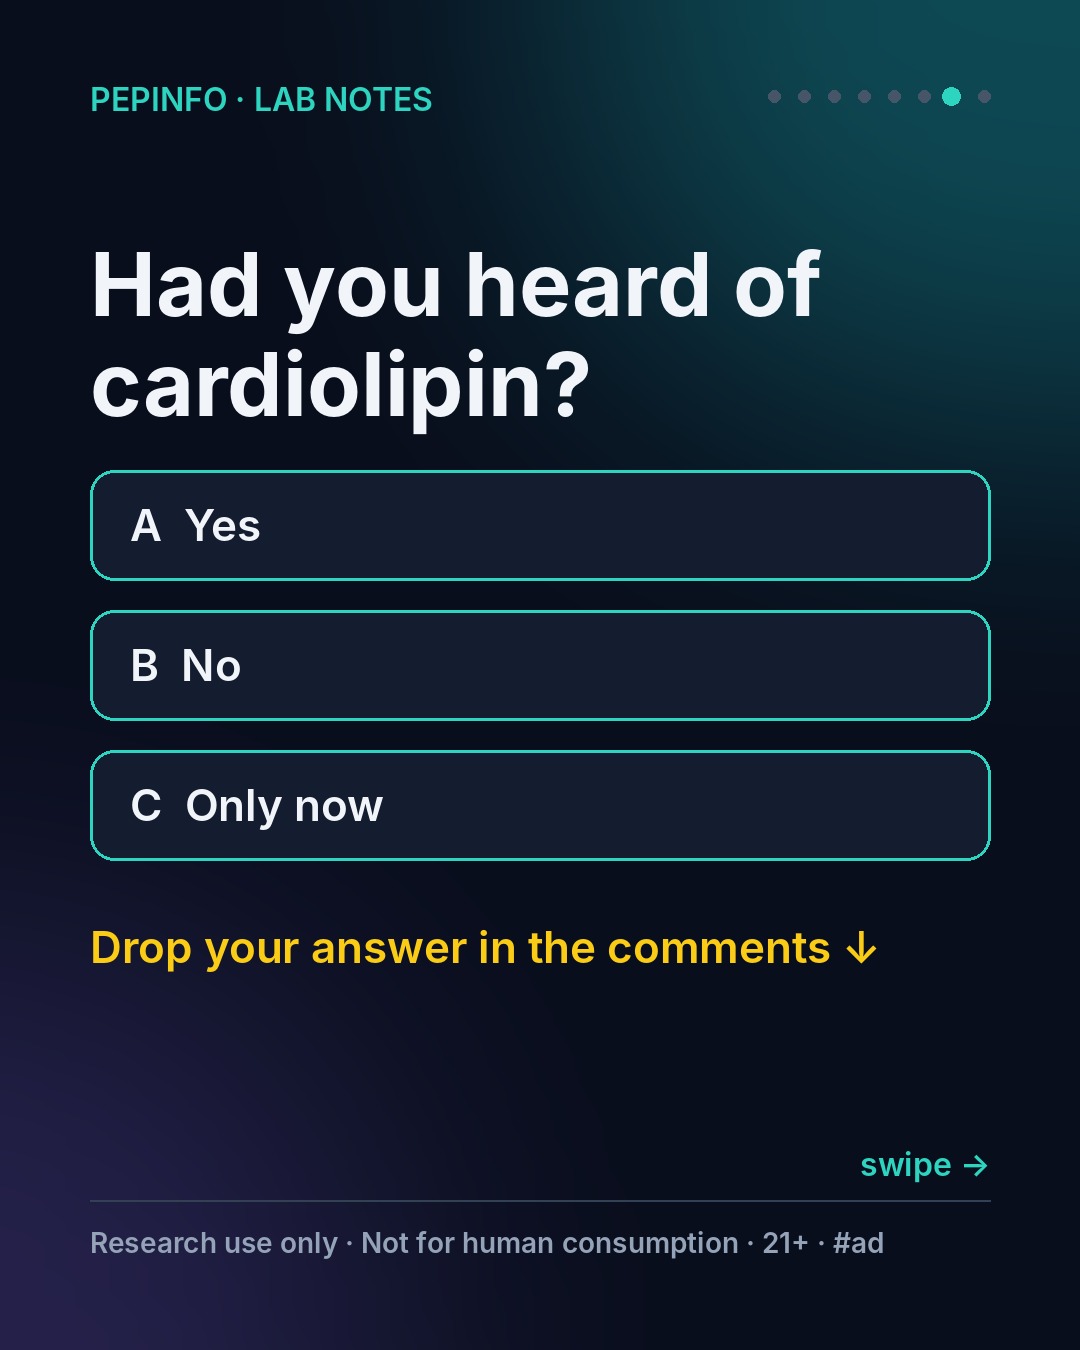 PEPINFO · LAB NOTES
Had you heard of
cardiolipin?
A Yes
B No
C Only now
Drop your answer in the comments ↓
swipe →
Research use only · Not for human consumption · 21+ · #ad